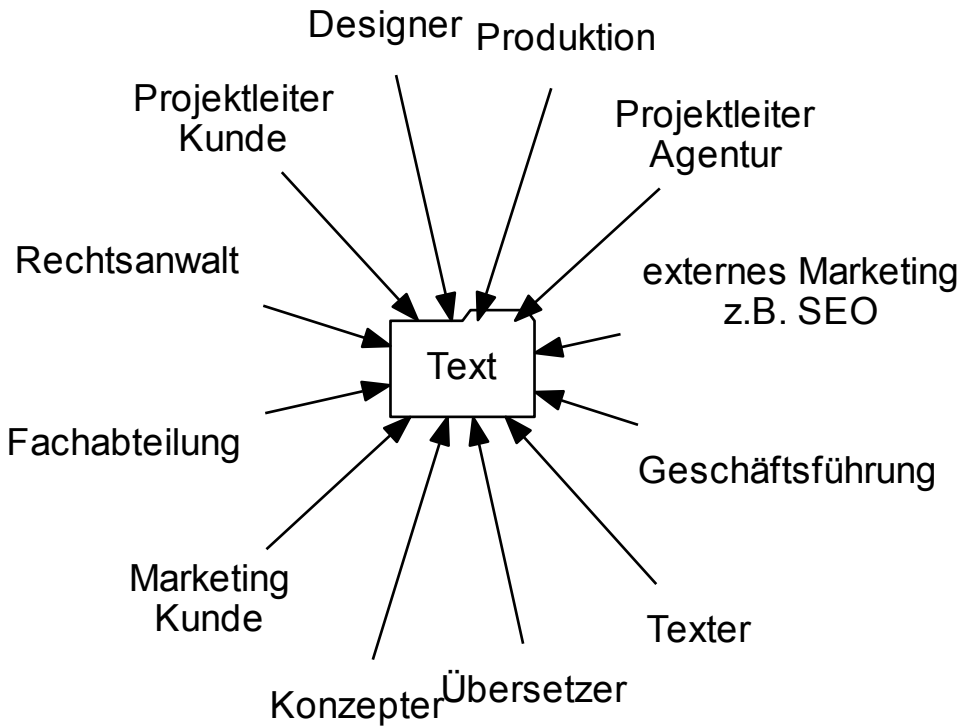 Designer
Produktion
Projektleiter
Kunde
Projektleiter
Agentur
Rechtsanwalt
externes Marketing
z.B. SEO
Text
Fachabteilung
Geschäftsführung
Marketing
Kunde
Texter
Konzepter
Übersetzer